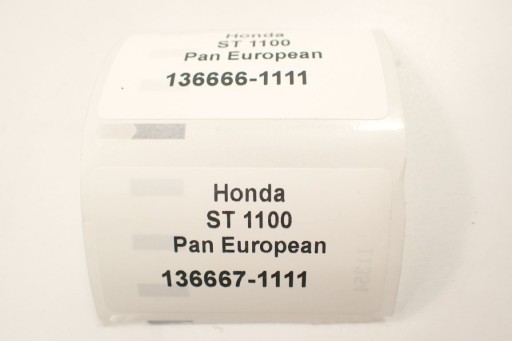 Honda
ST 1100
Pan European
136666-1111
Honda
ST 1100
Pan European
136667-1111